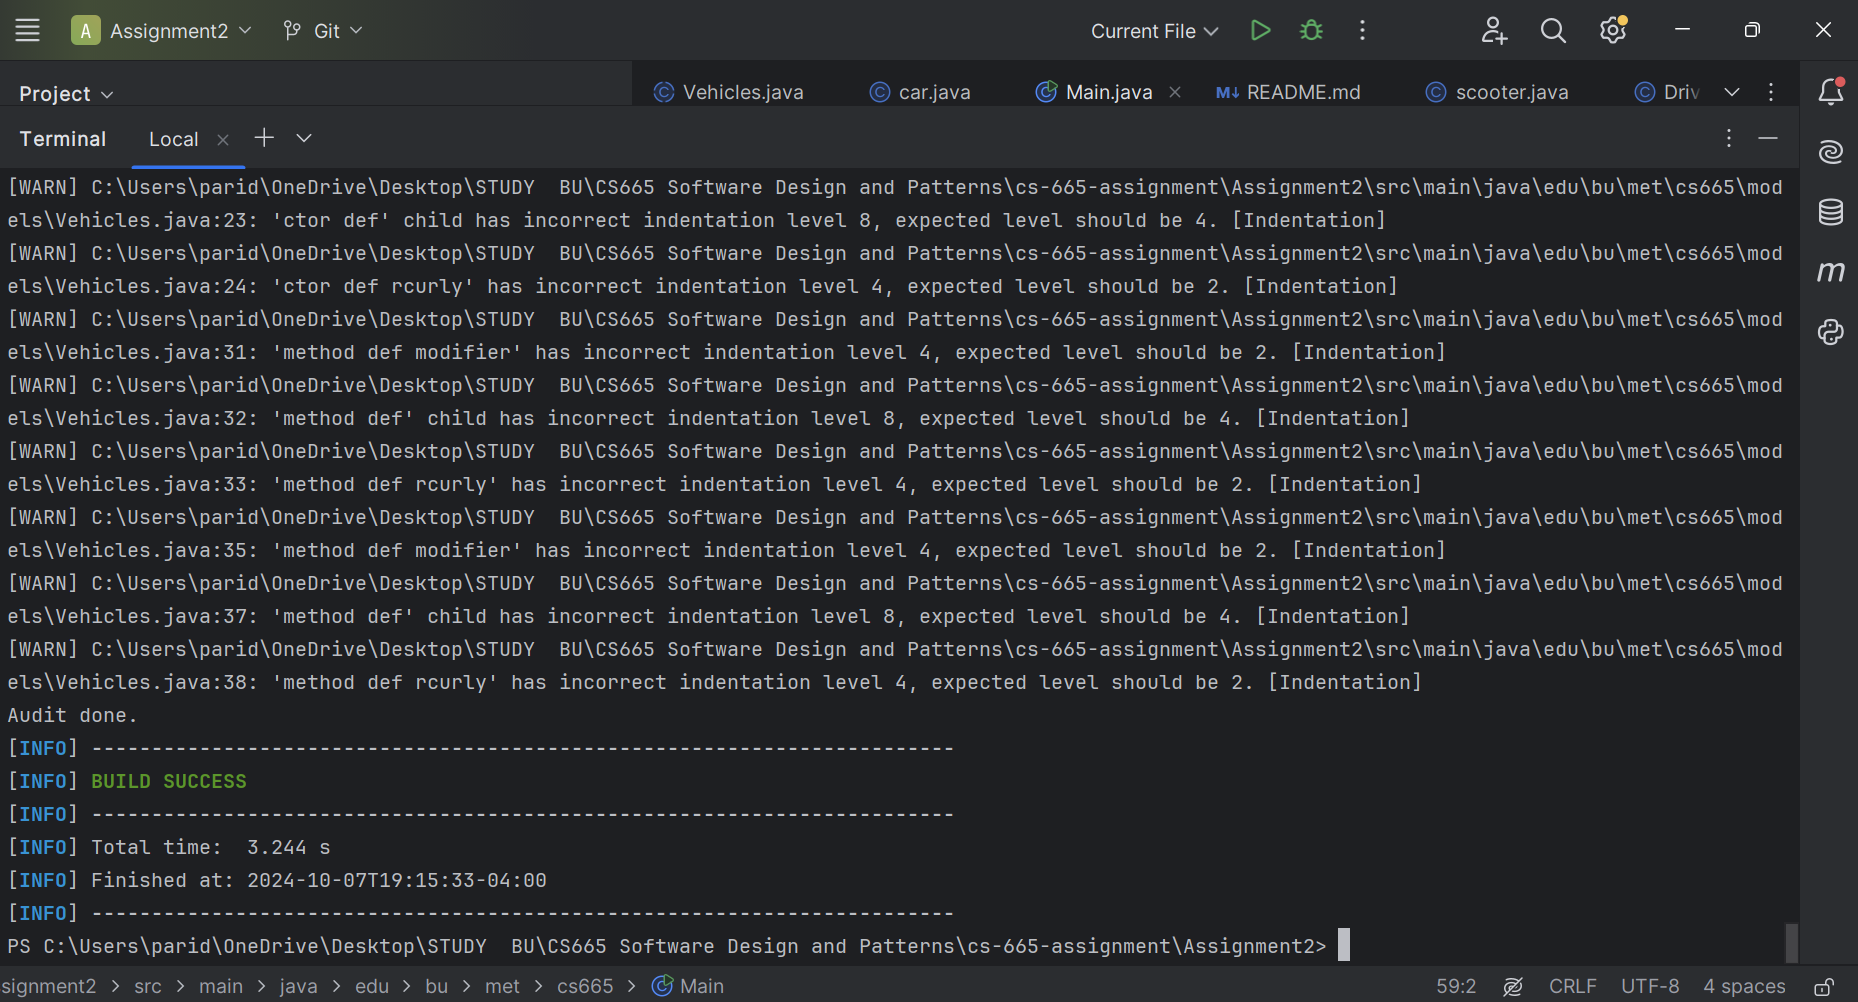 A Assignment2 Git Current File
Project Vehicles.java car.java Main.java M↓ README.md scooter.java Driv
Terminal Local
[WARN] C:\Users\parid\OneDrive\Desktop\STUDY  BU\CS665 Software Design and Patterns\cs-665-assignment\Assignment2\src\main\java\edu\bu\met\cs665\mod
els\Vehicles.java:23: 'ctor def' child has incorrect indentation level 8, expected level should be 4. [Indentation]
[WARN] C:\Users\parid\OneDrive\Desktop\STUDY  BU\CS665 Software Design and Patterns\cs-665-assignment\Assignment2\src\main\java\edu\bu\met\cs665\mod
els\Vehicles.java:24: 'ctor def rcurly' has incorrect indentation level 4, expected level should be 2. [Indentation]
[WARN] C:\Users\parid\OneDrive\Desktop\STUDY  BU\CS665 Software Design and Patterns\cs-665-assignment\Assignment2\src\main\java\edu\bu\met\cs665\mod
els\Vehicles.java:31: 'method def modifier' has incorrect indentation level 4, expected level should be 2. [Indentation]
[WARN] C:\Users\parid\OneDrive\Desktop\STUDY  BU\CS665 Software Design and Patterns\cs-665-assignment\Assignment2\src\main\java\edu\bu\met\cs665\mod
els\Vehicles.java:32: 'method def' child has incorrect indentation level 8, expected level should be 4. [Indentation]
[WARN] C:\Users\parid\OneDrive\Desktop\STUDY  BU\CS665 Software Design and Patterns\cs-665-assignment\Assignment2\src\main\java\edu\bu\met\cs665\mod
els\Vehicles.java:33: 'method def rcurly' has incorrect indentation level 4, expected level should be 2. [Indentation]
[WARN] C:\Users\parid\OneDrive\Desktop\STUDY  BU\CS665 Software Design and Patterns\cs-665-assignment\Assignment2\src\main\java\edu\bu\met\cs665\mod
els\Vehicles.java:35: 'method def modifier' has incorrect indentation level 4, expected level should be 2. [Indentation]
[WARN] C:\Users\parid\OneDrive\Desktop\STUDY  BU\CS665 Software Design and Patterns\cs-665-assignment\Assignment2\src\main\java\edu\bu\met\cs665\mod
els\Vehicles.java:37: 'method def' child has incorrect indentation level 8, expected level should be 4. [Indentation]
[WARN] C:\Users\parid\OneDrive\Desktop\STUDY  BU\CS665 Software Design and Patterns\cs-665-assignment\Assignment2\src\main\java\edu\bu\met\cs665\mod
els\Vehicles.java:38: 'method def rcurly' has incorrect indentation level 4, expected level should be 2. [Indentation]
Audit done.
[INFO] ------------------------------------------------------------------------
[INFO] BUILD SUCCESS
[INFO] ------------------------------------------------------------------------
[INFO] Total time:  3.244 s
[INFO] Finished at: 2024-10-07T19:15:33-04:00
[INFO] ------------------------------------------------------------------------
PS C:\Users\parid\OneDrive\Desktop\STUDY  BU\CS665 Software Design and Patterns\cs-665-assignment\Assignment2>
signment2 > src > main > java > edu > bu > met > cs665 > Main 59:2 CRLF UTF-8 4 spaces